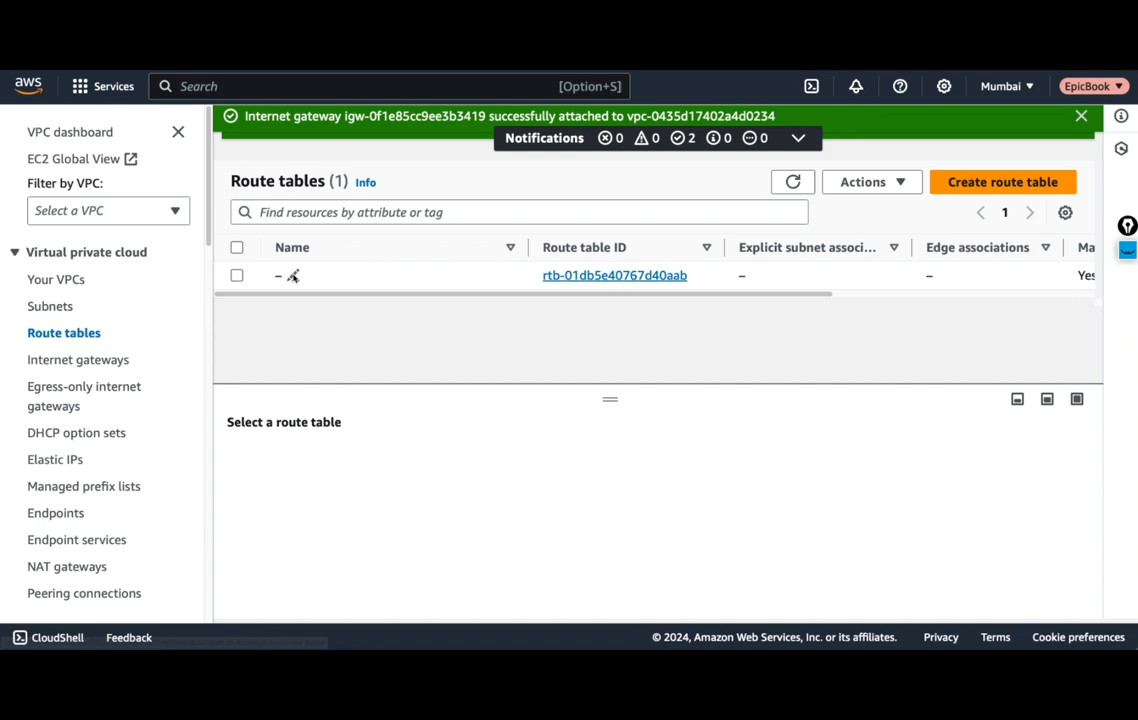 aws
Services
Search
[Option+S]
Mumbai
EpicBook
VPC dashboard
EC2 Global View
Filter by VPC:
Select a VPC
Virtual private cloud
Your VPCs
Subnets
Route tables
Internet gateways
Egress-only internet
gateways
DHCP option sets
Elastic IPs
Managed prefix lists
Endpoints
Endpoint services
NAT gateways
Peering connections
Internet gateway igw-0f1e85cc9ee3b3419 successfully attached to vpc-0435d17402a4d0234
Notifications 0 0 2 0 0
Route tables (1) Info
Actions
Create route table
Find resources by attribute or tag
1
Name Route table ID Explicit subnet associ... Edge associations Ma
– rtb-01db5e40767d40aab – – Yes
Select a route table
CloudShell Feedback
© 2024, Amazon Web Services, Inc. or its affiliates. Privacy Terms Cookie preferences